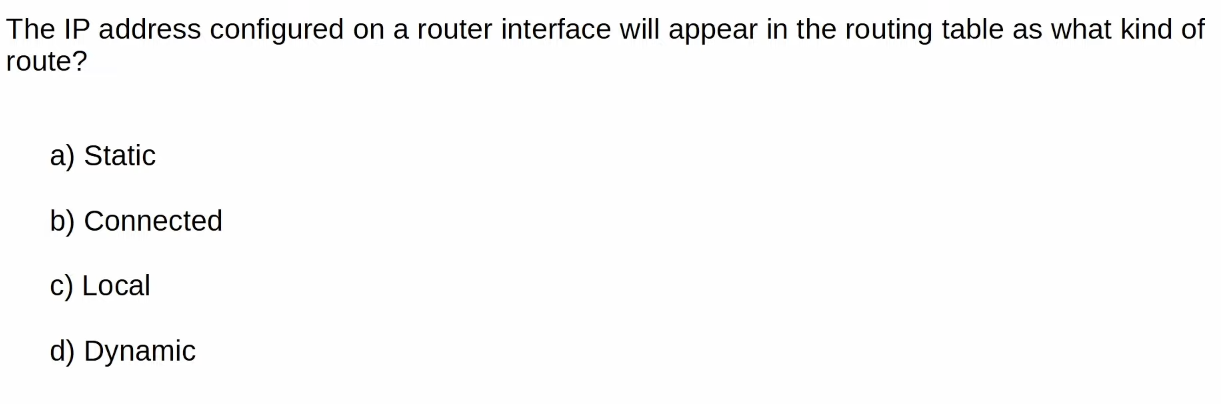 The IP address configured on a router interface will appear in the routing table as what kind of
route?
a) Static
b) Connected
c) Local
d) Dynamic